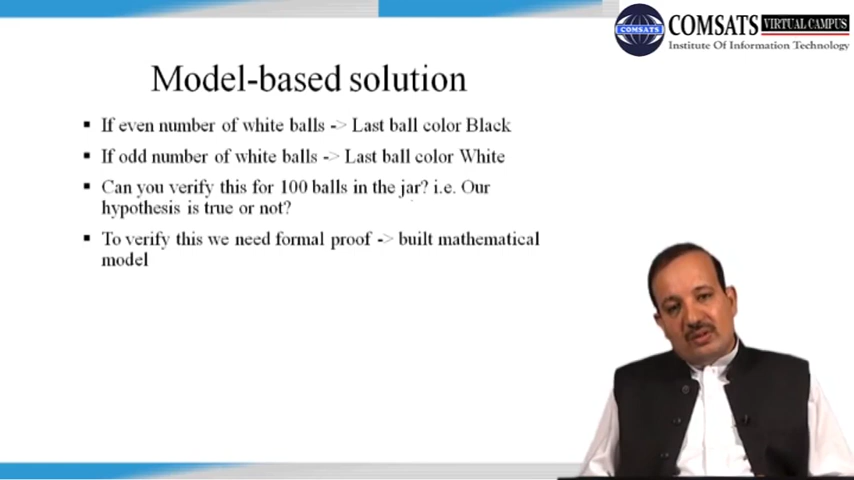 COMSATS VIRTUAL CAMPUS
COMSATS
Institute Of Information Technology
Model-based solution
▪ If even number of white balls -> Last ball color Black
▪ If odd number of white balls -> Last ball color White
▪ Can you verify this for 100 balls in the jar? i.e. Our
hypothesis is true or not?
▪ To verify this we need formal proof -> built mathematical
model